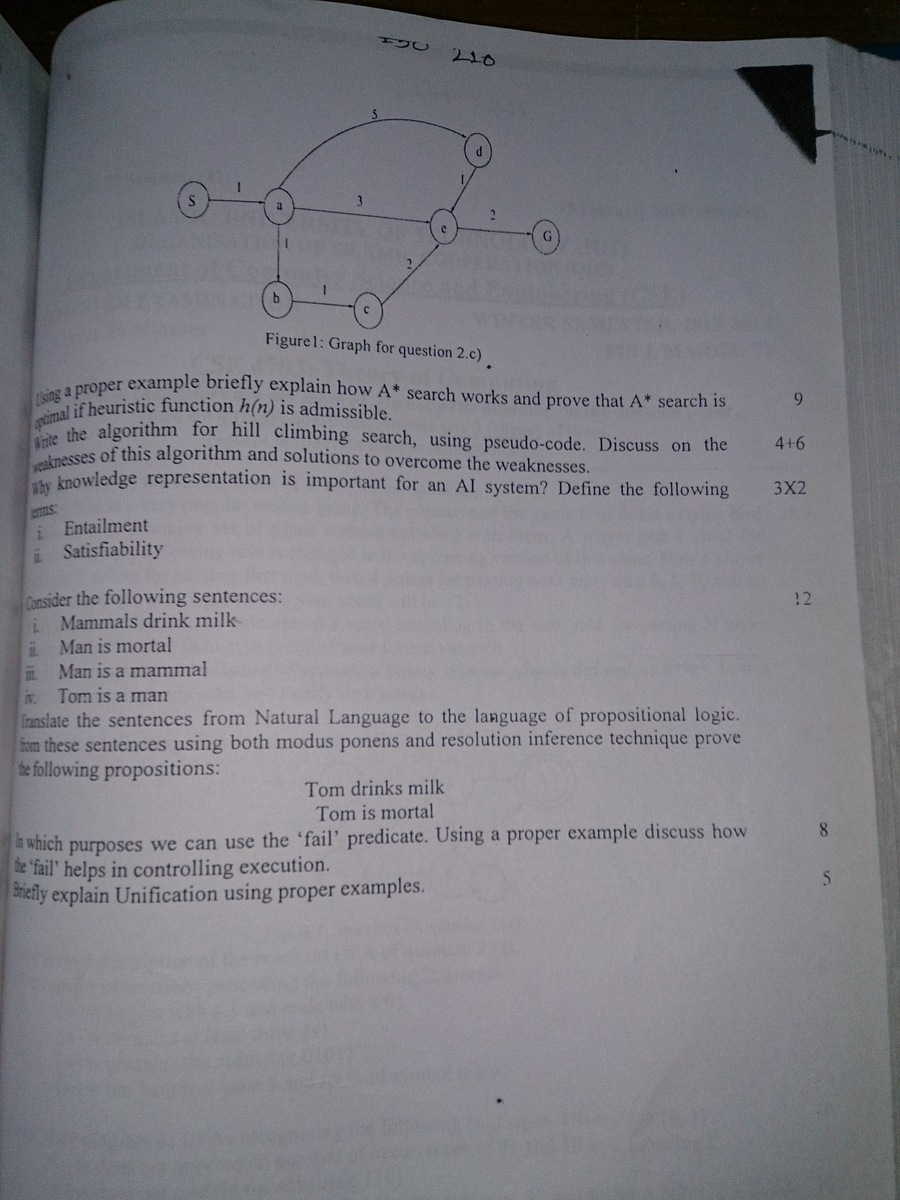 210
5
d
1
S
1
a
3
e
2
G
1
2
b
1
c
Figure1: Graph for question 2.c)
Using a proper example briefly explain how A* search works and prove that A* search is 9
optimal if heuristic function h(n) is admissible.
Write the algorithm for hill climbing search, using pseudo-code. Discuss on the 4+6
weaknesses of this algorithm and solutions to overcome the weaknesses.
Why knowledge representation is important for an AI system? Define the following 3X2
terms:
i. Entailment
ii. Satisfiability
Consider the following sentences: 12
i. Mammals drink milk
ii. Man is mortal
iii. Man is a mammal
iv. Tom is a man
Translate the sentences from Natural Language to the language of propositional logic.
from these sentences using both modus ponens and resolution inference technique prove
the following propositions:
Tom drinks milk
Tom is mortal
In which purposes we can use the 'fail' predicate. Using a proper example discuss how 8
the 'fail' helps in controlling execution.
Briefly explain Unification using proper examples. 5